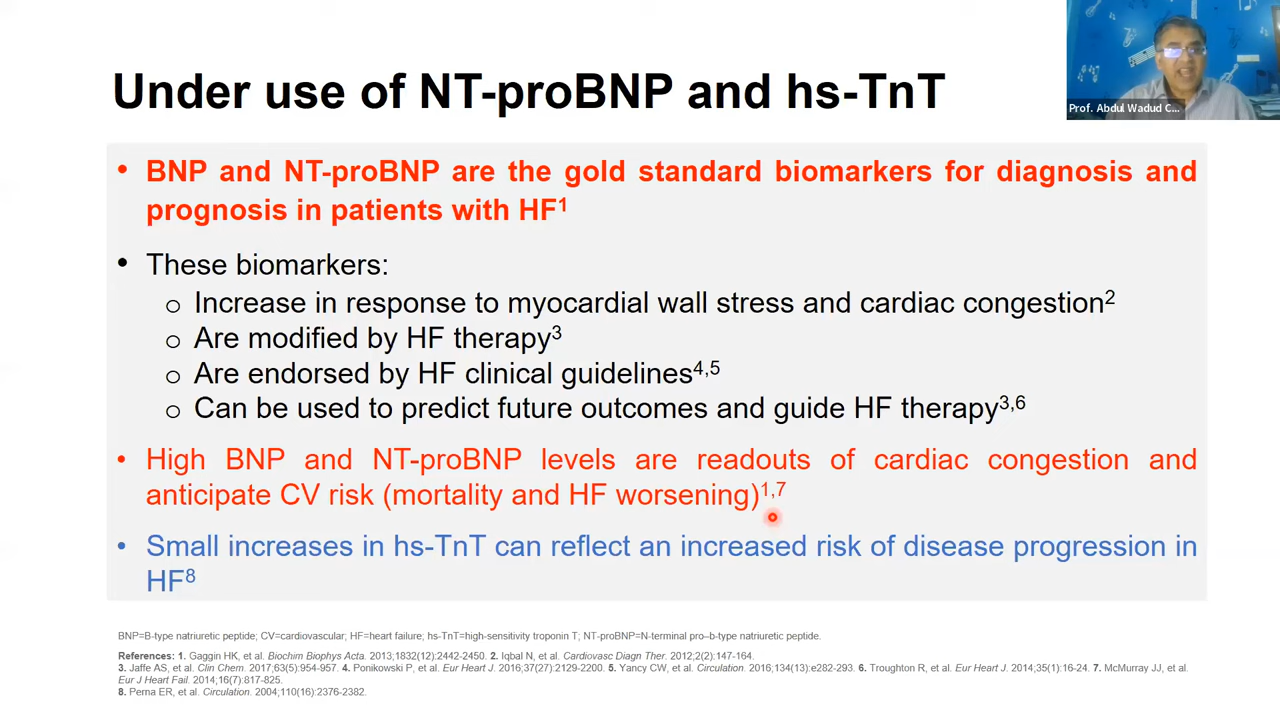 Under use of NT-proBNP and hs-TnT
Prof. Abdul Wadud C...
• BNP and NT-proBNP are the gold standard biomarkers for diagnosis and
prognosis in patients with HF1
• These biomarkers:
o Increase in response to myocardial wall stress and cardiac congestion2
o Are modified by HF therapy3
o Are endorsed by HF clinical guidelines4,5
o Can be used to predict future outcomes and guide HF therapy3,6
• High BNP and NT-proBNP levels are readouts of cardiac congestion and
anticipate CV risk (mortality and HF worsening)1,7
• Small increases in hs-TnT can reflect an increased risk of disease progression in
HF8
BNP=B-type natriuretic peptide; CV=cardiovascular; HF=heart failure; hs-TnT=high-sensitivity troponin T; NT-proBNP=N-terminal pro–b-type natriuretic peptide.
References: 1. Gaggin HK, et al. Biochim Biophys Acta. 2013;1832(12):2442-2450. 2. Iqbal N, et al. Cardiovasc Diagn Ther. 2012;2(2):147-164.
3. Jaffe AS, et al. Clin Chem. 2017;63(5):954-957. 4. Ponikowski P, et al. Eur Heart J. 2016;37(27):2129-2200. 5. Yancy CW, et al. Circulation. 2016;134(13):e282-293. 6. Troughton R, et al. Eur Heart J. 2014;35(1):16-24. 7. McMurray JJ, et al.
Eur J Heart Fail. 2014;16(7):817-825.
8. Perna ER, et al. Circulation. 2004;110(16):2376-2382.